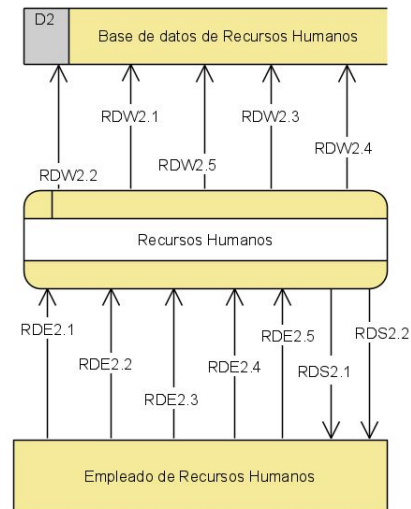 D2
Base de datos de Recursos Humanos
RDW2.1
RDW2.3
RDW2.4
RDW2.5
RDW2.2
Recursos Humanos
RDE2.1
RDE2.5
RDS2.2
RDE2.2
RDE2.4
RDS2.1
RDE2.3
Empleado de Recursos Humanos